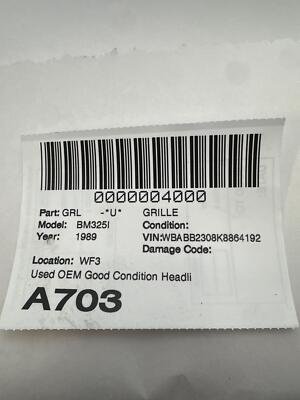 0000004000
Part: GRL -*U* GRILLE
Model: BM325I Condition:
Year: 1989 VIN:WBABB2308K8864192
Damage Code:
Location: WF3
Used OEM Good Condition Headli
A703